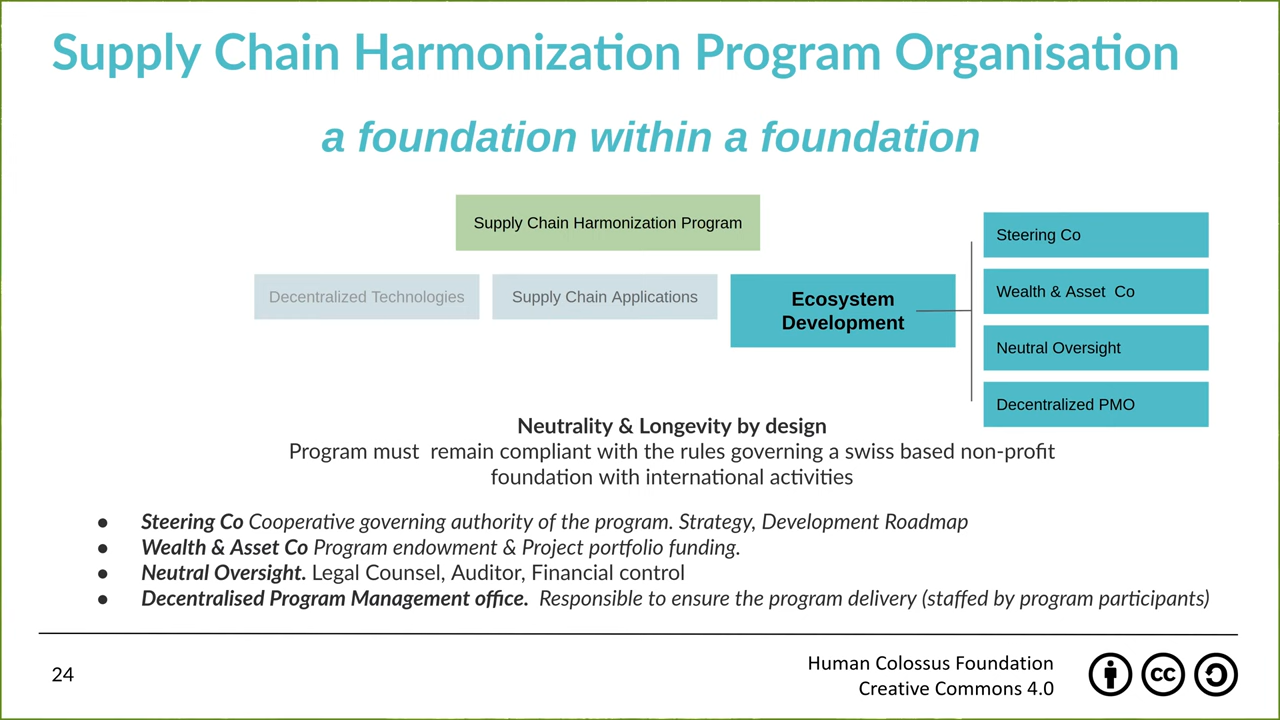 Supply Chain Harmonization Program Organisation
a foundation within a foundation
Supply Chain Harmonization Program
Decentralized Technologies
Supply Chain Applications
Ecosystem
Development
Steering Co
Wealth & Asset  Co
Neutral Oversight
Decentralized PMO
Neutrality & Longevity by design
Program must  remain compliant with the rules governing a swiss based non-profit
foundation with international activities
● Steering Co Cooperative governing authority of the program. Strategy, Development Roadmap
● Wealth & Asset Co Program endowment & Project portfolio funding.
● Neutral Oversight. Legal Counsel, Auditor, Financial control
● Decentralised Program Management office.  Responsible to ensure the program delivery (staffed by program participants)
24
Human Colossus Foundation
Creative Commons 4.0
cc